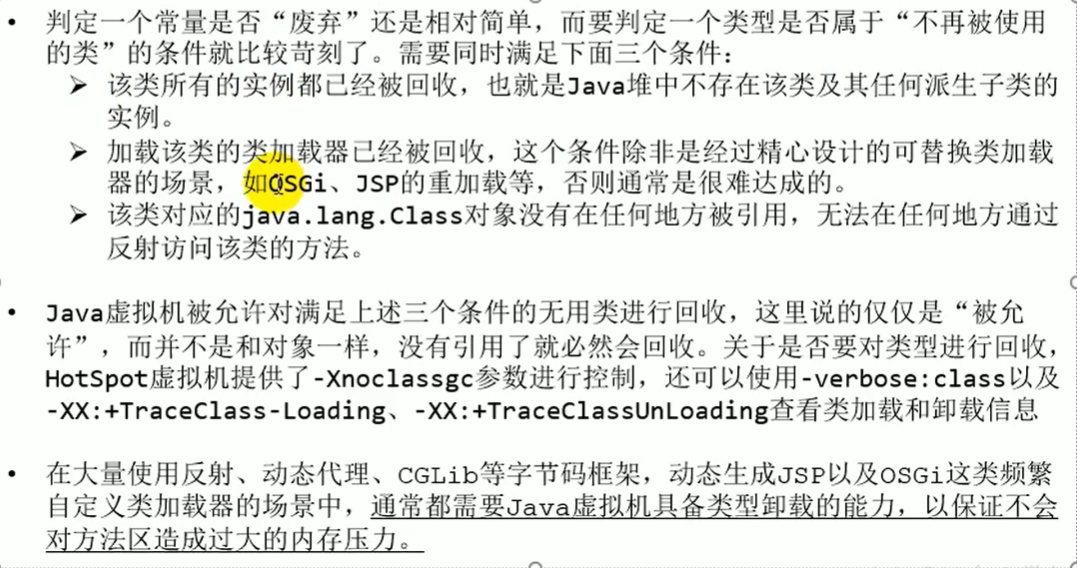 • 判定一个常量是否“废弃”还是相对简单，而要判定一个类型是否属于“不再被使用
的类”的条件就比较苛刻了。需要同时满足下面三个条件：
➢ 该类所有的实例都已经被回收，也就是Java堆中不存在该类及其任何派生子类的
实例。
➢ 加载该类的类加载器已经被回收，这个条件除非是经过精心设计的可替换类加载
器的场景，如OSGi、JSP的重加载等，否则通常是很难达成的。
➢ 该类对应的java.lang.Class对象没有在任何地方被引用，无法在任何地方通过
反射访问该类的方法。
• Java虚拟机被允许对满足上述三个条件的无用类进行回收，这里说的仅仅是“被允
许”，而并不是和对象一样，没有引用了就必然会回收。关于是否要对类型进行回收，
HotSpot虚拟机提供了-Xnoclassgc参数进行控制，还可以使用-verbose:class以及
-XX:+TraceClass-Loading、-XX:+TraceClassUnLoading查看类加载和卸载信息
• 在大量使用反射、动态代理、CGLib等字节码框架，动态生成JSP以及OSGi这类频繁
自定义类加载器的场景中，通常都需要Java虚拟机具备类型卸载的能力，以保证不会
对方法区造成过大的内存压力。